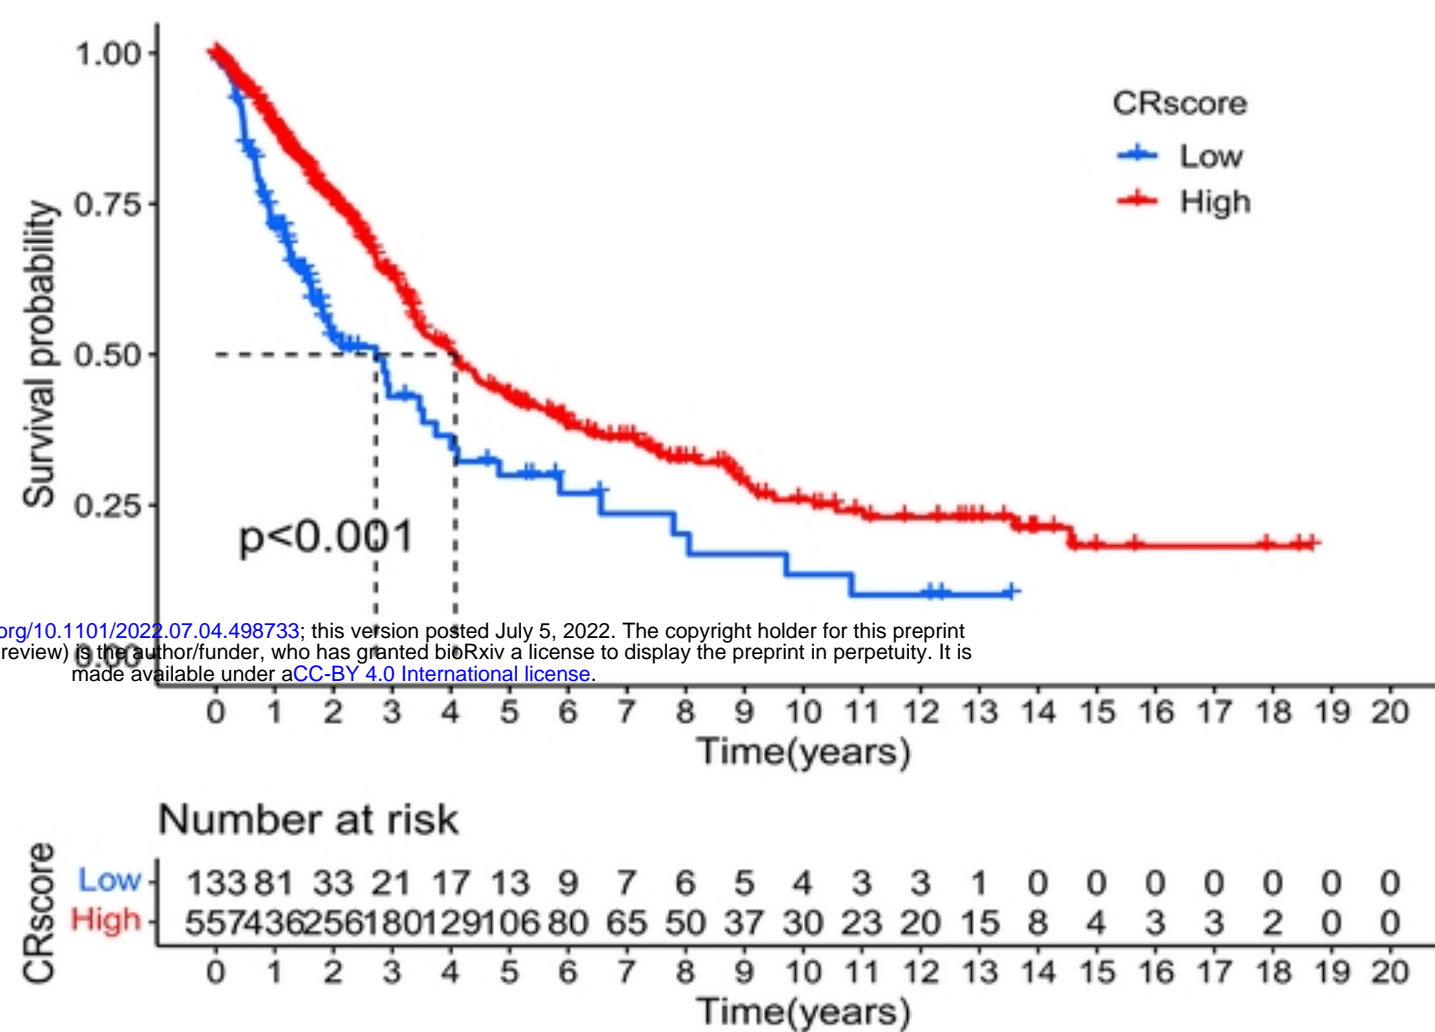 1.00
CRscore
Low
High
0.75
Survival probability
0.50
0.25
p<0.001
org/10.1101/2022.07.04.498733; this version posted July 5, 2022. The copyright holder for this preprint
0.00
review) is the author/funder, who has granted bioRxiv a license to display the preprint in perpetuity. It is
made available under aCC-BY 4.0 International license.
0 1 2 3 4 5 6 7 8 9 10 11 12 13 14 15 16 17 18 19 20
Time(years)
Number at risk
CRscore
Low 133 81 33 21 17 13 9 7 6 5 4 3 3 1 0 0 0 0 0 0 0
High 557 436 256 180 129 106 80 65 50 37 30 23 20 15 8 4 3 3 2 0 0
0 1 2 3 4 5 6 7 8 9 10 11 12 13 14 15 16 17 18 19 20
Time(years)